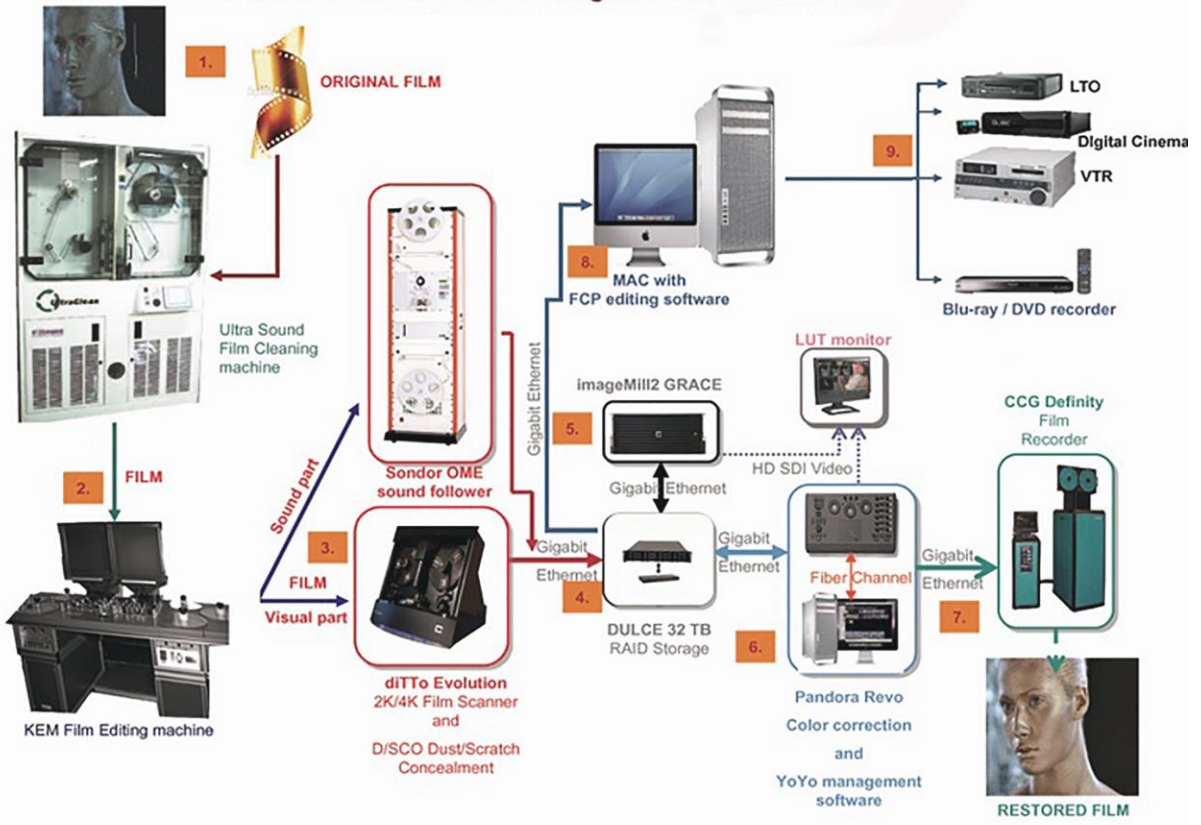 1.
ORIGINAL FILM
UltraClean
Ultra Sound
Film Cleaning
machine
2.
FILM
KEM Film Editing machine
Sound part
3.
FILM
Visual part
Sondor OME
sound follower
diTTo Evolution
2K/4K Film Scanner
and
D/SCO Dust/Scratch
Concealment
Gigabit
Ethernet
4.
DULCE 32 TB
RAID Storage
5.
imageMill2 GRACE
Gigabit Ethernet
HD SDI Video
LUT monitor
Gigabit Ethernet
8.
MAC with
FCP editing software
9.
LTO
DIgital Cinema
VTR
Blu-ray / DVD recorder
Gigabit
Ethernet
Fiber Channel
6.
Pandora Revo
Color correction
and
YoYo management
software
Gigabit
Ethernet
7.
CCG Definity
Film
Recorder
RESTORED FILM